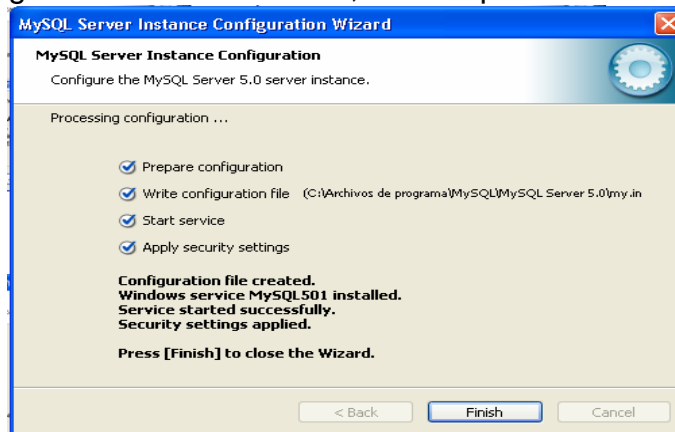 MySQL Server Instance Configuration Wizard
MySQL Server Instance Configuration
Configure the MySQL Server 5.0 server instance.
Processing configuration ...
Prepare configuration
Write configuration file (C:\Archivos de programa\MySQL\MySQL Server 5.0\my.in
Start service
Apply security settings
Configuration file created.
Windows service MySQL501 installed.
Service started successfully.
Security settings applied.
Press [Finish] to close the Wizard.
< Back Finish Cancel